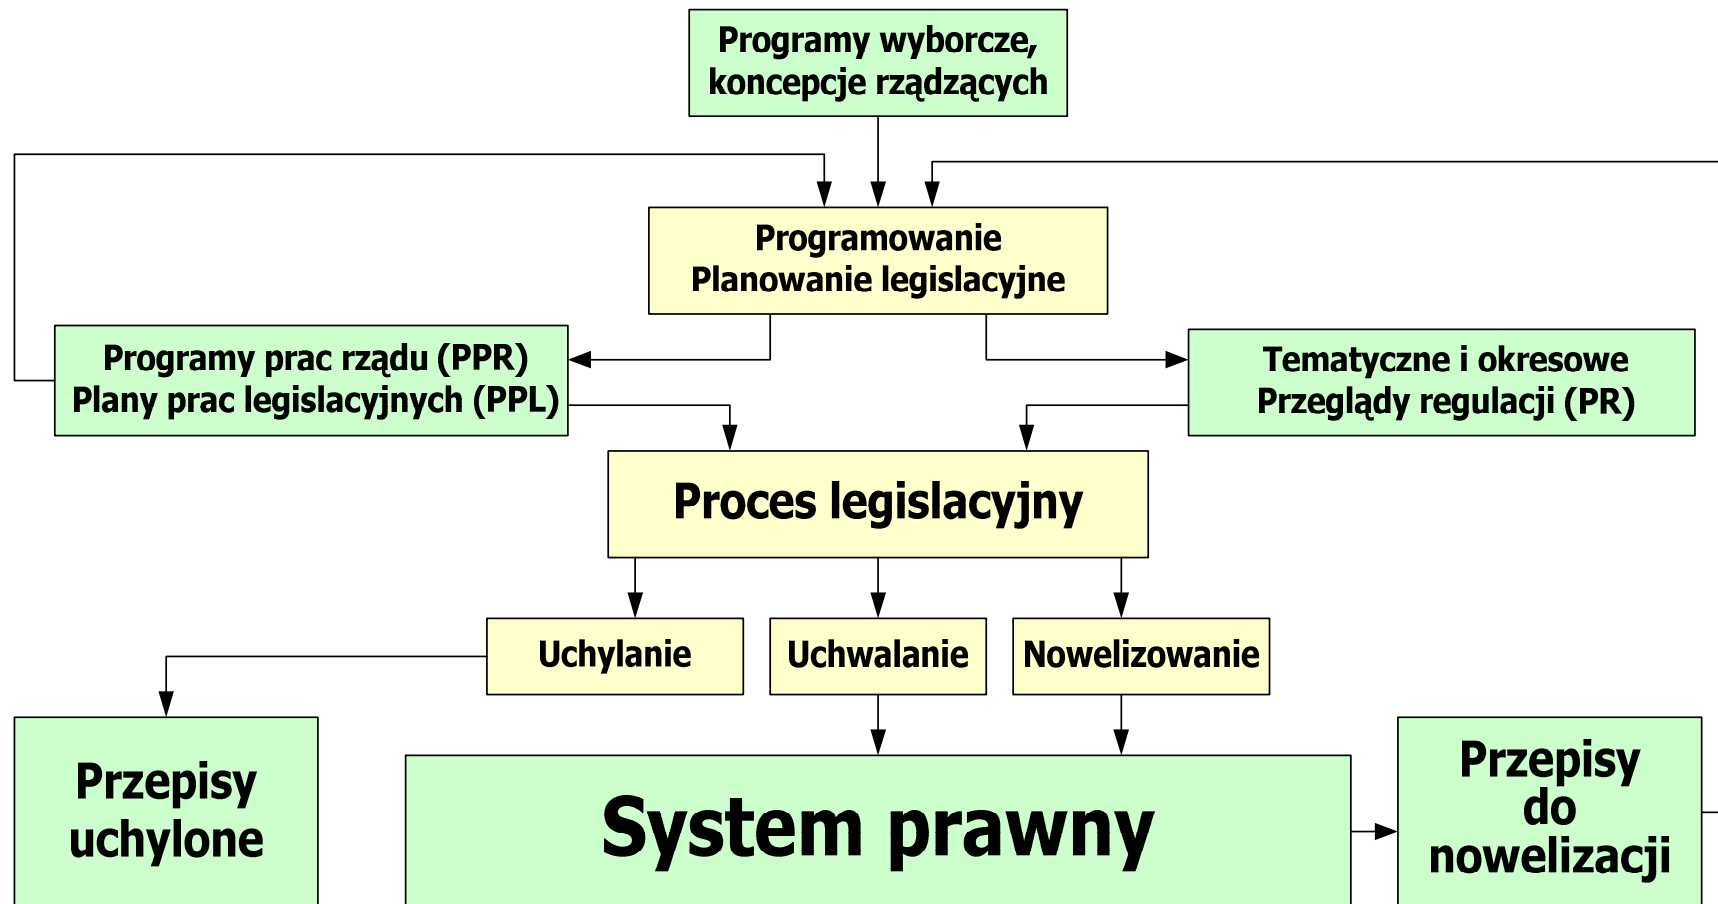 Programy wyborcze,
koncepcje rządzących
Programowanie
Planowanie legislacyjne
Programy prac rządu (PPR)
Plany prac legislacyjnych (PPL)
Tematyczne i okresowe
Przeglądy regulacji (PR)
Proces legislacyjny
Uchylanie
Uchwalanie
Nowelizowanie
Przepisy
uchylone
System prawny
Przepisy
do
nowelizacji